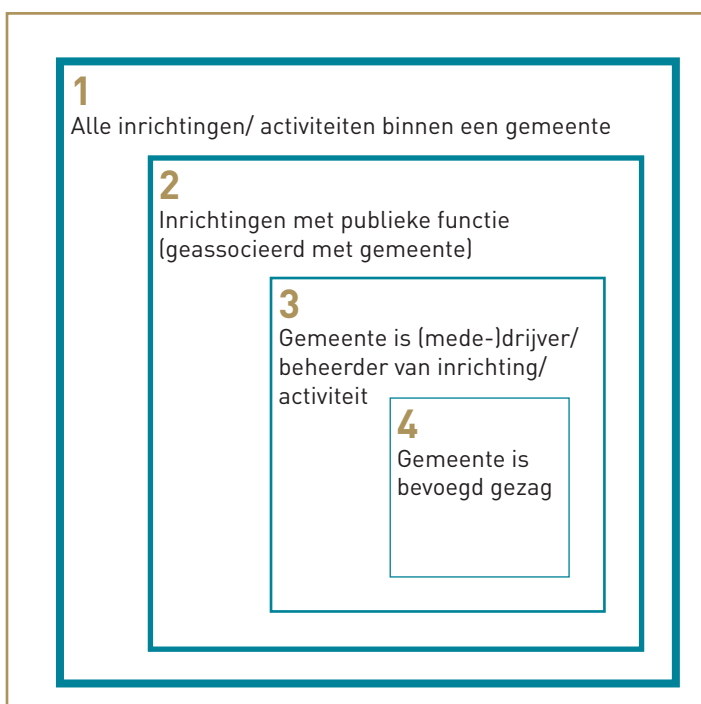 1
Alle inrichtingen/ activiteiten binnen een gemeente
2
Inrichtingen met publieke functie
(geassocieerd met gemeente)
3
Gemeente is (mede-)drijver/
beheerder van inrichting/
activiteit
4
Gemeente is
bevoegd gezag